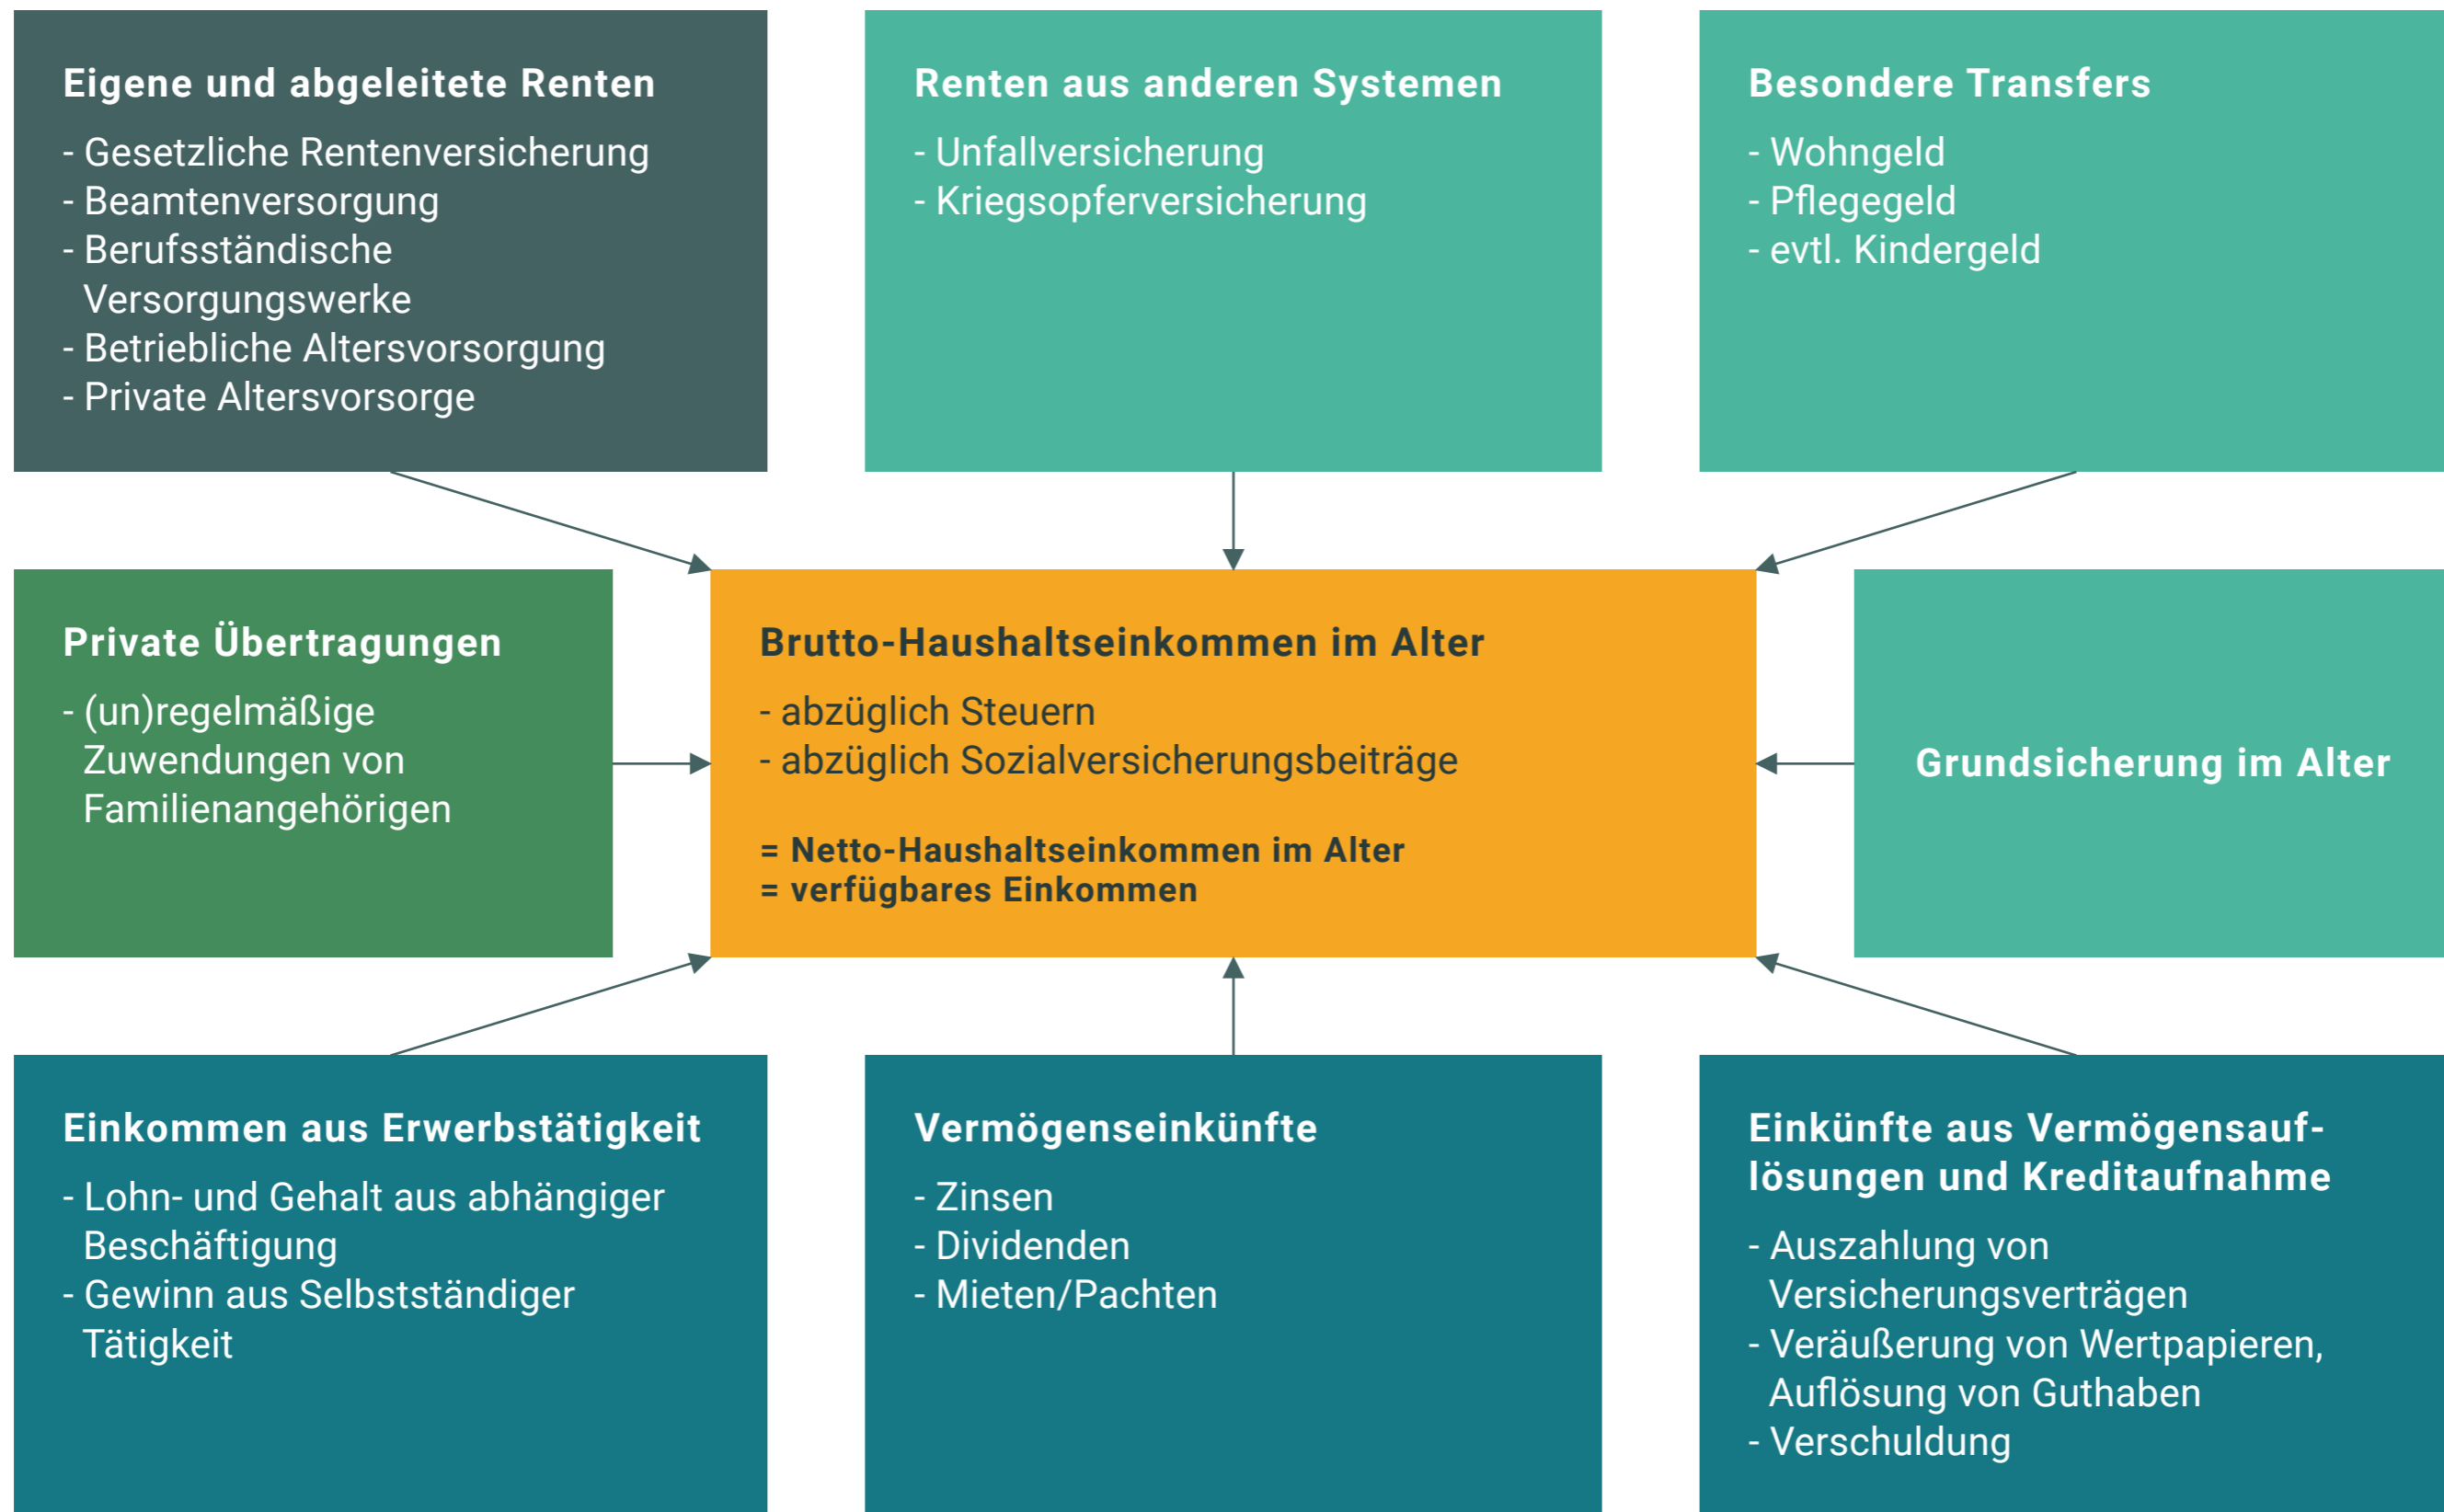 Eigene und abgeleitete Renten
- Gesetzliche Rentenversicherung
- Beamtenversorgung
- Berufsständische
Versorgungswerke
- Betriebliche Altersvorsorgung
- Private Altersvorsorge
Renten aus anderen Systemen
- Unfallversicherung
- Kriegsopferversicherung
Besondere Transfers
- Wohngeld
- Pflegegeld
- evtl. Kindergeld
Private Übertragungen
- (un)regelmäßige
Zuwendungen von
Familienangehörigen
Brutto-Haushaltseinkommen im Alter
- abzüglich Steuern
- abzüglich Sozialversicherungsbeiträge
= Netto-Haushaltseinkommen im Alter
= verfügbares Einkommen
Grundsicherung im Alter
Einkommen aus Erwerbstätigkeit
- Lohn- und Gehalt aus abhängiger
Beschäftigung
- Gewinn aus Selbstständiger
Tätigkeit
Vermögenseinkünfte
- Zinsen
- Dividenden
- Mieten/Pachten
Einkünfte aus Vermögensauf-
lösungen und Kreditaufnahme
- Auszahlung von
Versicherungsverträgen
- Veräußerung von Wertpapieren,
Auflösung von Guthaben
- Verschuldung